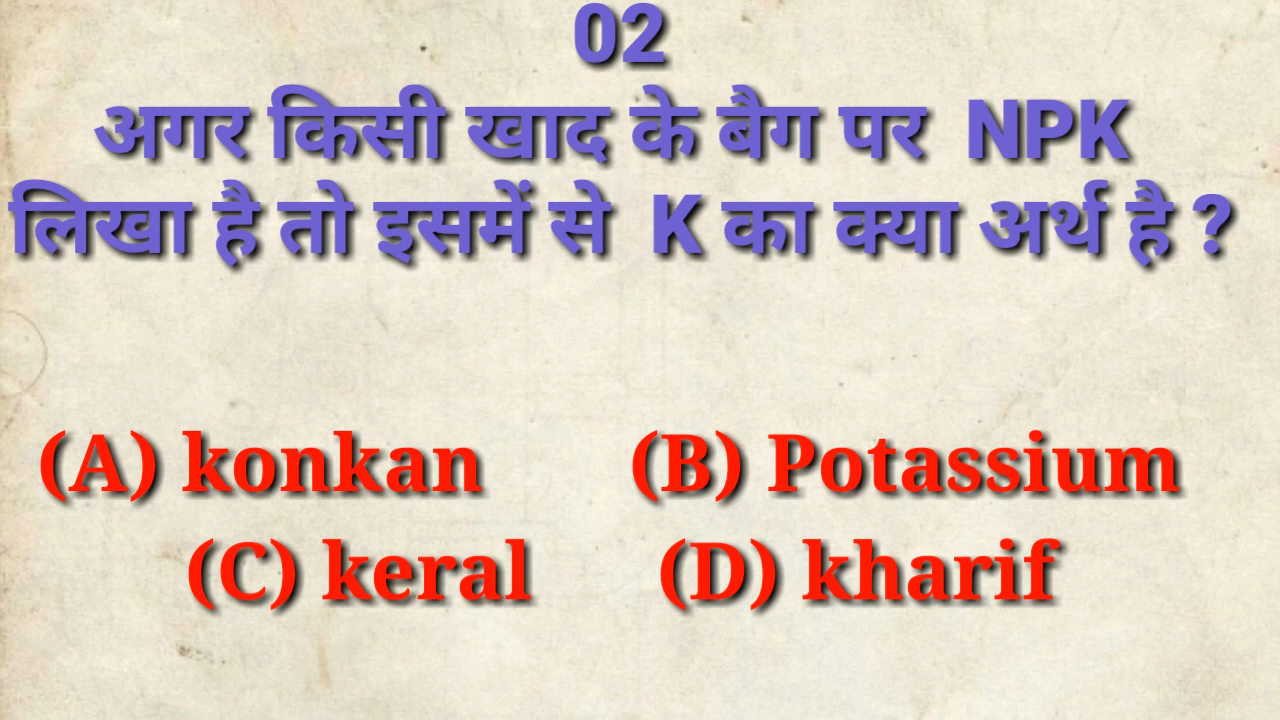 02
अगर किसी खाद के बैग पर NPK
लिखा है तो इसमें से K का क्या अर्थ है ?
(A) konkan (B) Potassium
(C) keral (D) kharif